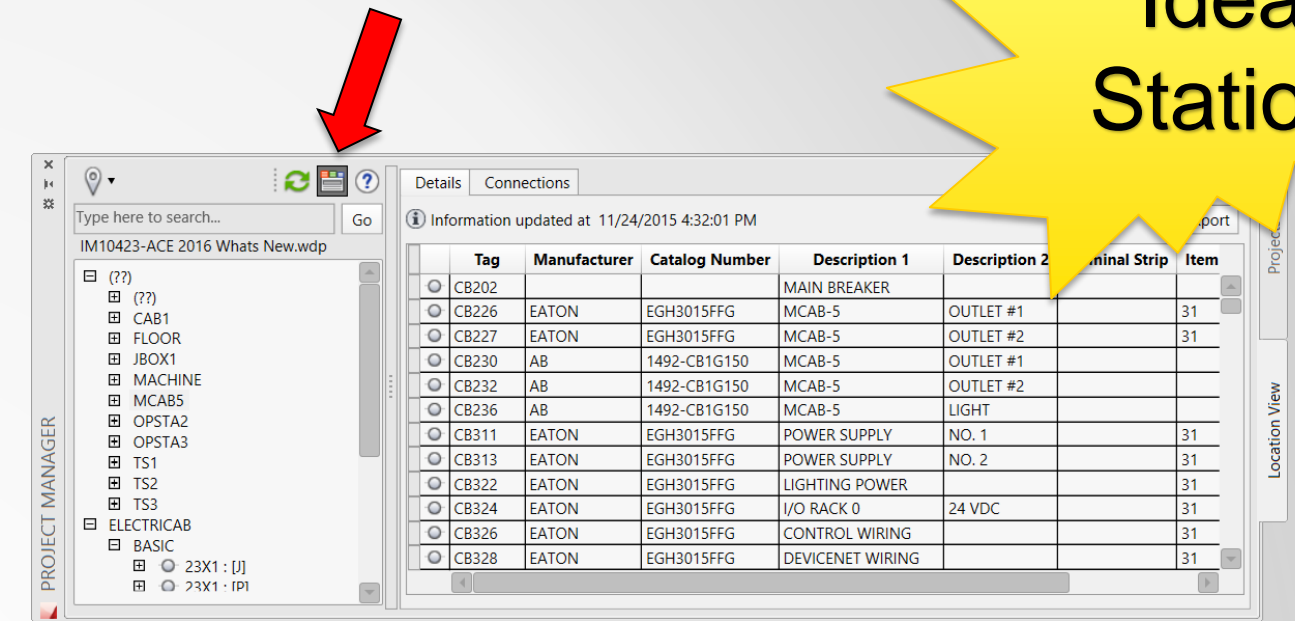 Idea
Static
Type here to search...
Go
IM10423-ACE 2016 Whats New.wdp
(??)
(??)
CAB1
FLOOR
JBOX1
MACHINE
MCAB5
OPSTA2
OPSTA3
TS1
TS2
TS3
ELECTRICAB
BASIC
23X1 : [J]
23X1 : [P]
PROJECT MANAGER
Details Connections
Information updated at 11/24/2015 4:32:01 PM
port
Tag Manufacturer Catalog Number Description 1 Description 2 minal Strip Item
CB202 MAIN BREAKER
CB226 EATON EGH3015FFG MCAB-5 OUTLET #1 31
CB227 EATON EGH3015FFG MCAB-5 OUTLET #2 31
CB230 AB 1492-CB1G150 MCAB-5 OUTLET #1
CB232 AB 1492-CB1G150 MCAB-5 OUTLET #2
CB236 AB 1492-CB1G150 MCAB-5 LIGHT
CB311 EATON EGH3015FFG POWER SUPPLY NO. 1 31
CB313 EATON EGH3015FFG POWER SUPPLY NO. 2 31
CB322 EATON EGH3015FFG LIGHTING POWER 31
CB324 EATON EGH3015FFG I/O RACK 0 24 VDC 31
CB326 EATON EGH3015FFG CONTROL WIRING 31
CB328 EATON EGH3015FFG DEVICENET WIRING 31
Projects
Location View